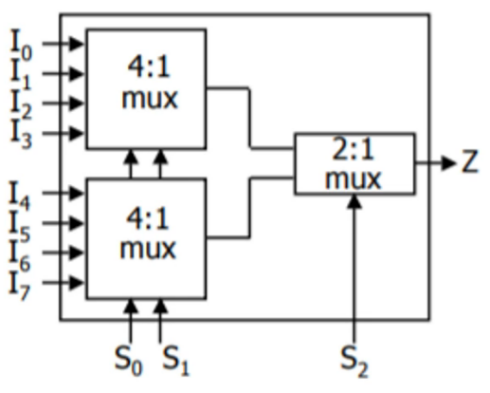 I₀
I₁
I₂
I₃
4:1
mux
I₄
I₅
I₆
I₇
4:1
mux
2:1
mux
Z
S₀ S₁
S₂